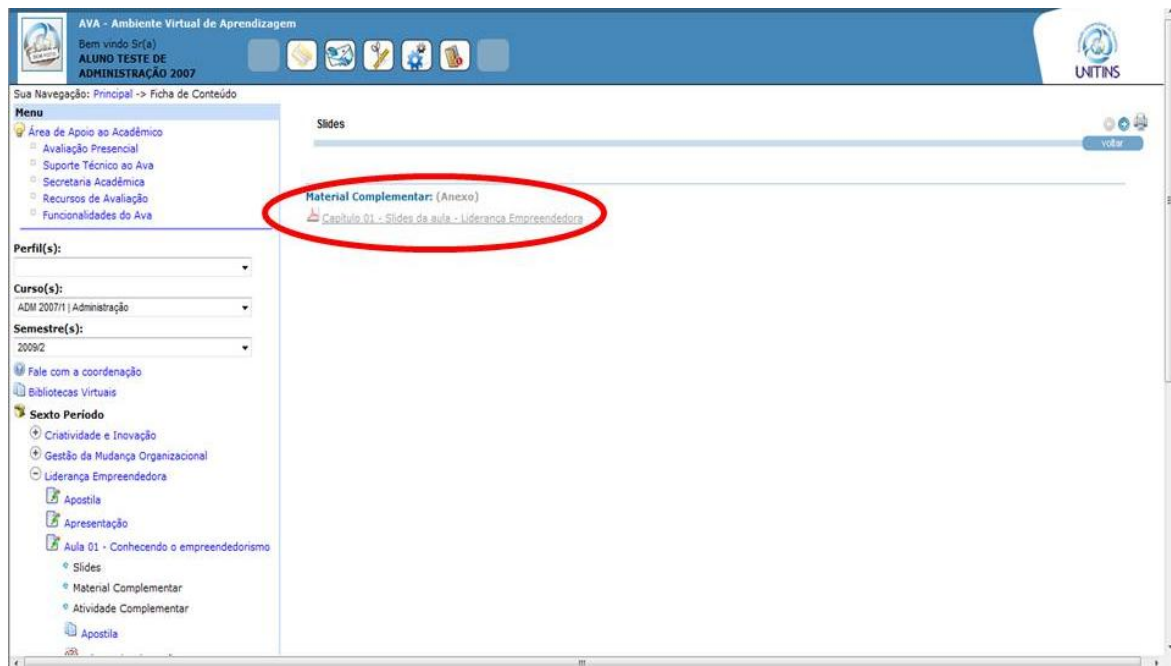 AVA - Ambiente Virtual de Aprendizagem
Bem vindo Sr(a)
ALUNO TESTE DE
ADMINISTRAÇÃO 2007
UNITINS
Sua Navegação: Principal -> Ficha de Conteúdo
Menu
Área de Apoio ao Acadêmico
Avaliação Presencial
Suporte Técnico ao Ava
Secretaria Acadêmica
Recursos de Avaliação
Funcionalidades do Ava
Perfil(s):
Curso(s):
ADM 2007/1 | Administração
Semestre(s):
2009/2
Fale com a coordenação
Bibliotecas Virtuais
Sexto Período
Criatividade e Inovação
Gestão da Mudança Organizacional
Liderança Empreendedora
Apostila
Apresentação
Aula 01 - Conhecendo o empreendedorismo
Slides
Material Complementar
Atividade Complementar
Apostila
Slides
voltar
Material Complementar: (Anexo)
Capítulo 01 - Slides da aula - Liderança Empreendedora